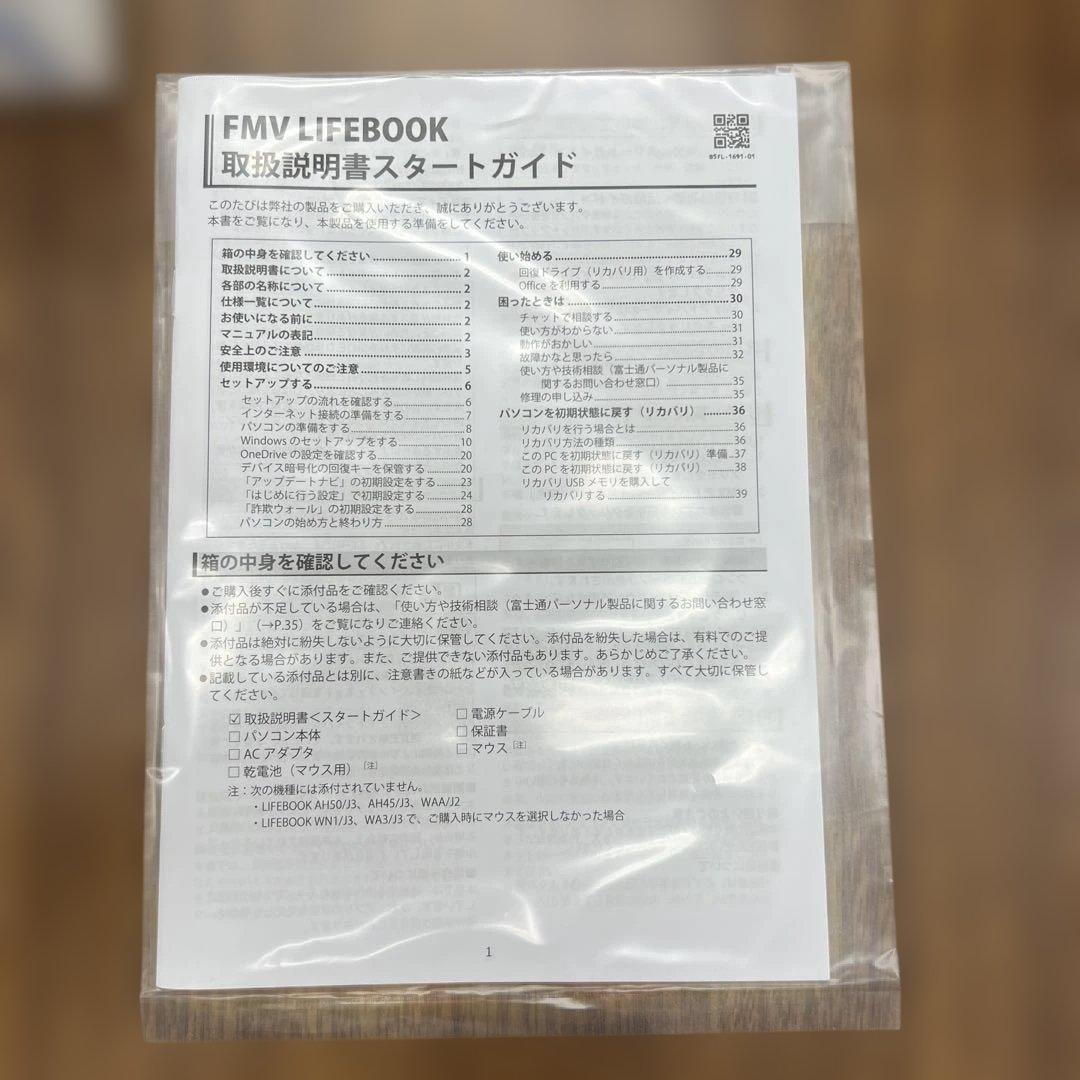 FMV LIFEBOOK
取扱説明書スタートガイド
B5FL-1691-01
このたびは弊社の製品をご購入いただき、誠にありがとうございます。
本書をご覧になり、本製品を使用する準備をしてください。
箱の中身を確認してください 1
取扱説明書について 2
各部の名称について 2
仕様一覧について 2
お使いになる前に 2
マニュアルの表記 2
安全上のご注意 3
使用環境についてのご注意 5
セットアップする 6
セットアップの流れを確認する 6
インターネット接続の準備をする 7
パソコンの準備をする 8
Windows のセットアップをする 10
OneDrive の設定を確認する 20
デバイス暗号化の回復キーを保管する 20
「アップデートナビ」の初期設定をする 23
「はじめに行う設定」で初期設定する 24
「詐欺ウォール」の初期設定をする 28
パソコンの始め方と終わり方 28
使い始める 29
回復ドライブ（リカバリ用）を作成する 29
Office を利用する 29
困ったときは 30
チャットで相談する 30
使い方がわからない 31
動作がおかしい 31
故障かなと思ったら 32
使い方や技術相談（富士通パーソナル製品に
関するお問い合わせ窓口） 35
修理の申し込み 35
パソコンを初期状態に戻す（リカバリ） 36
リカバリを行う場合とは 36
リカバリ方法の種類 36
この PC を初期状態に戻す（リカバリ）準備 37
この PC を初期状態に戻す（リカバリ） 38
リカバリ USB メモリを購入して
リカバリする 39
箱の中身を確認してください
●ご購入後すぐに添付品をご確認ください。
●添付品が不足している場合は、「使い方や技術相談（富士通パーソナル製品に関するお問い合わせ窓
口）」（→P.35）をご覧になりご連絡ください。
●添付品は絶対に紛失しないように大切に保管してください。添付品を紛失した場合は、有料でのご提
供となる場合があります。また、ご提供できない添付品もあります。あらかじめご了承ください。
●記載している添付品とは別に、注意書きの紙などが入っている場合があります。すべて大切に保管し
てください。
☑ 取扱説明書＜スタートガイド＞
□ パソコン本体
□ AC アダプタ
□ 乾電池（マウス用）［注］
□ 電源ケーブル
□ 保証書
□ マウス［注］
注：次の機種には添付されていません。
・LIFEBOOK AH50/J3、AH45/J3、WAA/J2
・LIFEBOOK WN1/J3、WA3/J3 で、ご購入時にマウスを選択しなかった場合
1